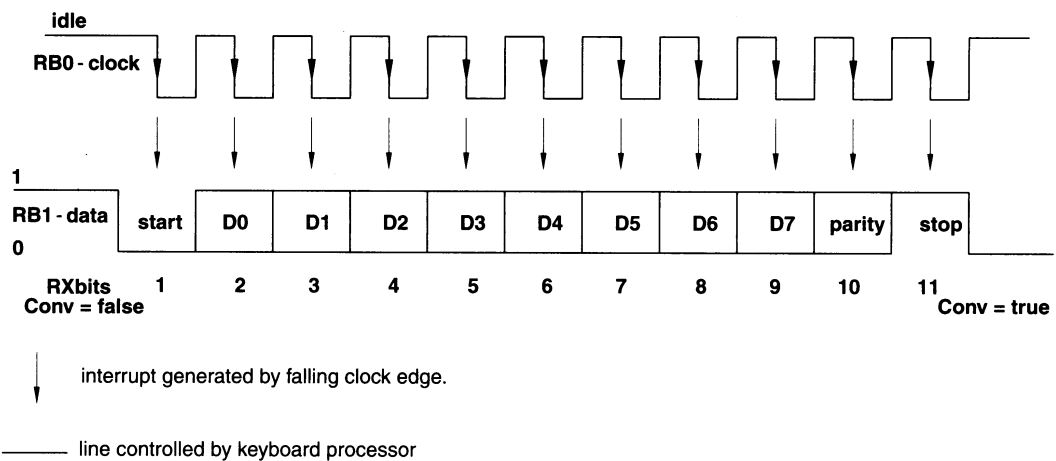 idle
RB0 - clock
1
RB1 - data
0
start D0 D1 D2 D3 D4 D5 D6 D7 parity stop
RXbits 1 2 3 4 5 6 7 8 9 10 11
Conv = false Conv = true
interrupt generated by falling clock edge.
line controlled by keyboard processor